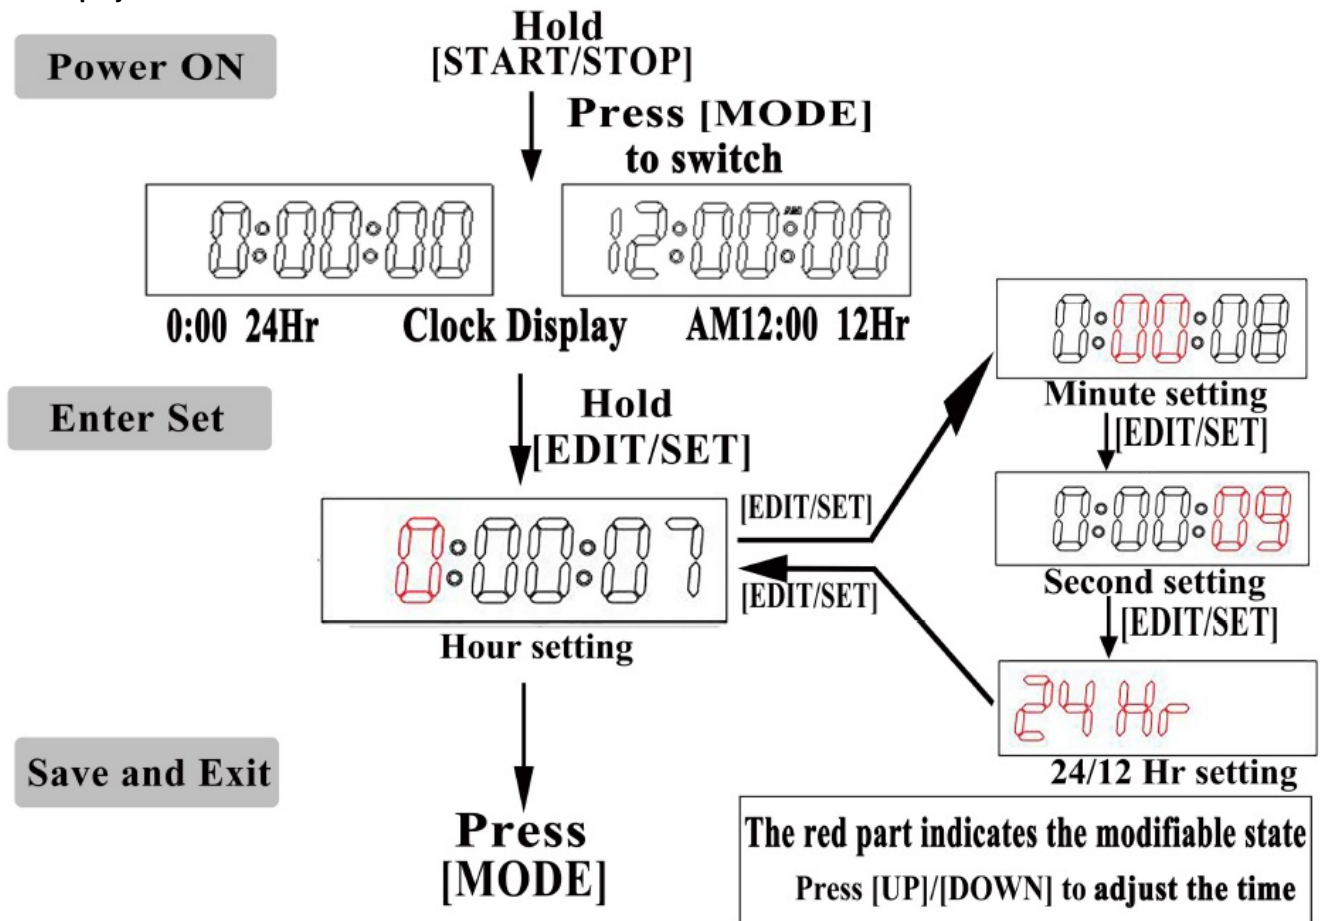 Power ON
Hold
[START/STOP]
Press [MODE]
to switch
0:00:00
12:00:00
0:00 24Hr
Clock Display
AM12:00 12Hr
0:00:08
Minute setting
[EDIT/SET]
Enter Set
Hold
[EDIT/SET]
0:00:07
Hour setting
[EDIT/SET]
[EDIT/SET]
0:00:09
Second setting
[EDIT/SET]
24Hr
24/12 Hr setting
Save and Exit
Press
[MODE]
The red part indicates the modifiable state
Press [UP]/[DOWN] to adjust the time